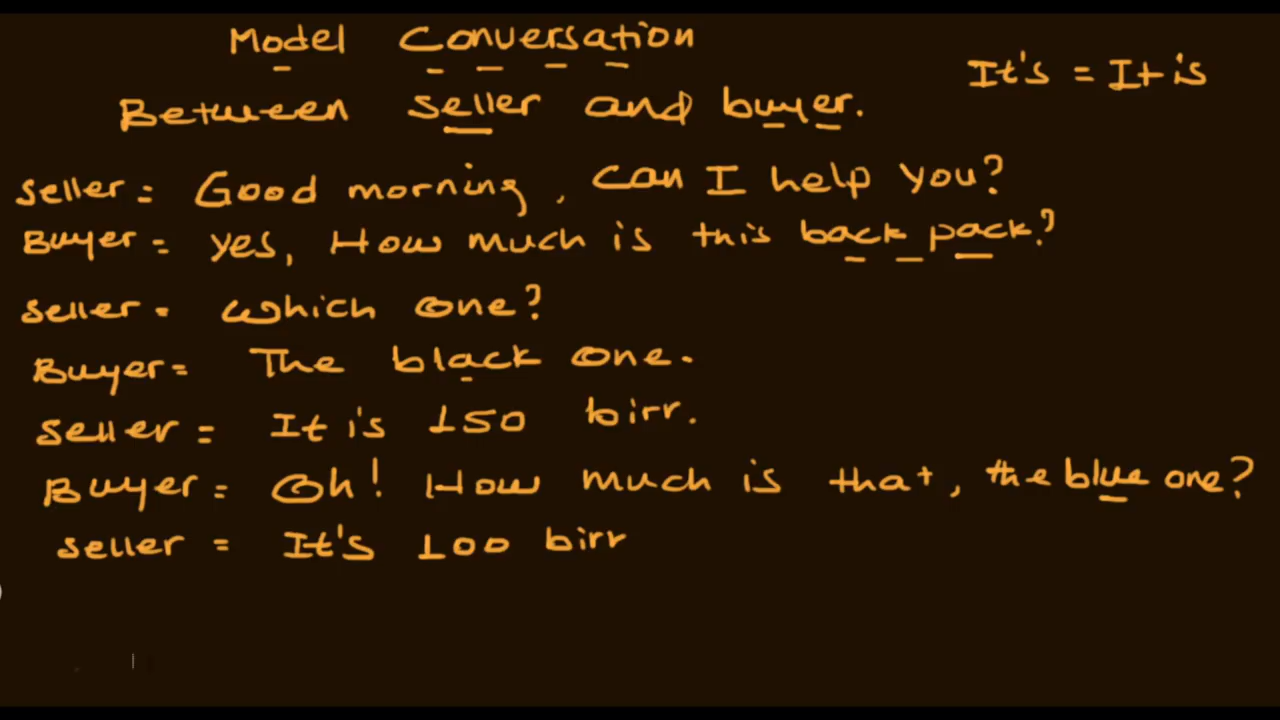 Model Conversation
It's = It is
Between seller and buyer.
Seller = Good morning, Can I help you?
Buyer = yes, How much is this back pack?
Seller = which one?
Buyer = The black one.
Seller = It is 150 birr.
Buyer = Oh! How much is that, the blue one?
Seller = It's 100 birr